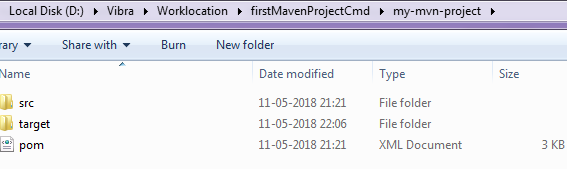 Local Disk (D:) ▸ Vibra ▸ Worklocation ▸ firstMavenProjectCmd ▸ my-mvn-project ▸
rary ▾ Share with ▾ Burn New folder
Name Date modified Type Size
src 11-05-2018 21:21 File folder
target 11-05-2018 22:06 File folder
pom 11-05-2018 21:21 XML Document 3 KB